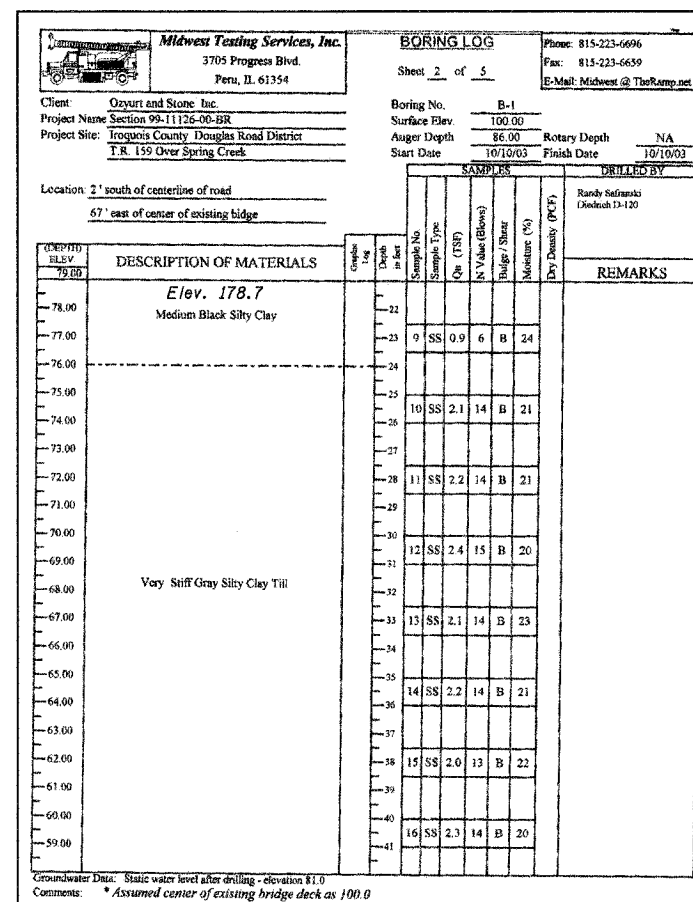 Midwest Testing Services, Inc.
3705 Progress Blvd.
Peru, IL 61354
BORING LOG
Sheet 2 of 5
Phone: 815-223-6696
Fax: 815-223-6659
E-Mail: Midwest @ TheRamp.net
Client: Ozyurt and Stone Inc.
Project Name Section 99-11126-00-BR
Project Site: Iroquois County Douglas Road District
T.R. 159 Over Spring Creek
Boring No. B-1
Surface Elev. 100.00
Auger Depth 86.00 Rotary Depth NA
Start Date 10/10/03 Finish Date 10/10/03
Location: 2 ' south of centerline of road
67 ' east of center of existing bidge
SAMPLES
DRILLED BY
Randy Safranski
Diedrich D-120
(DEPTH)
ELEV.
79.00
DESCRIPTION OF MATERIALS
Graphic Log
Depth in feet
Sample No.
Sample Type
Qu (TSF)
N Value (Blows)
Bulge / Shear
Moisture (%)
Dry Density (PCF)
REMARKS
Elev. 178.7
78.00 Medium Black Silty Clay 22
77.00 23 9 SS 0.9 6 B 24
76.00 24
75.00 25
10 SS 2.1 14 B 21
74.00 26
73.00 27
72.00 28 11 SS 2.2 14 B 21
71.00 29
70.00 30
12 SS 2.4 15 B 20
69.00 31
68.00 Very Stiff Gray Silty Clay Till 32
67.00 33 13 SS 2.1 14 B 23
66.00 34
65.00 35
14 SS 2.2 14 B 21
64.00 36
63.00 37
62.00 38 15 SS 2.0 13 B 22
61.00 39
60.00 40
16 SS 2.3 14 B 20
59.00 41
Groundwater Data: Static water level after drilling - elevation 81.0
Comments: * Assumed center of existing bridge deck as 100.0